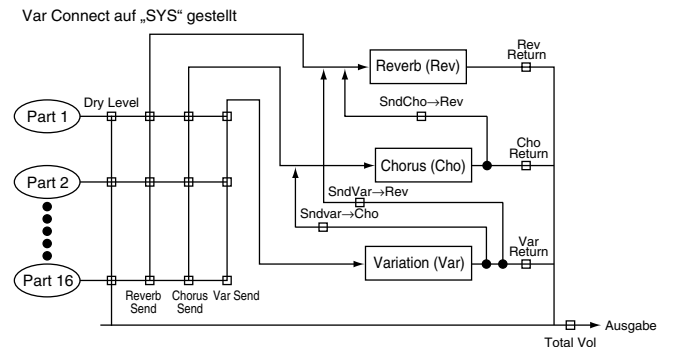 Var Connect auf „SYS“ gestellt
Rev
Return
Reverb (Rev)
Dry Level
SndCho→Rev
Part 1
Cho
Return
Chorus (Cho)
Part 2
SndVar→Rev
Sndvar→Cho
Var
Return
Variation (Var)
Part 16
Reverb
Send
Chorus
Send
Var Send
Ausgabe
Total Vol